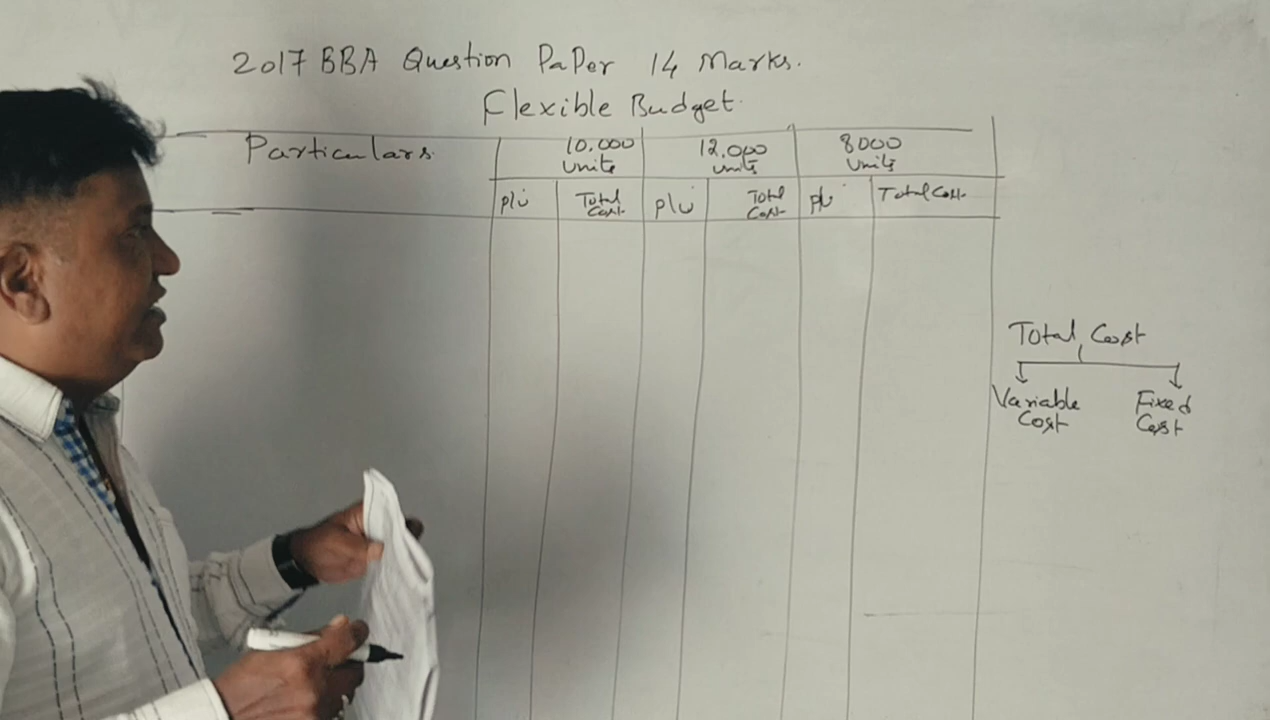 2017 BBA Question Paper 14 Marks.
Flexible Budget.
Particulars 10.000 units 12,000 units 8000 units
p/u Total Cost p/u Total Cost p/u Total Cost
Total Cost
Variable Cost Fixed Cost